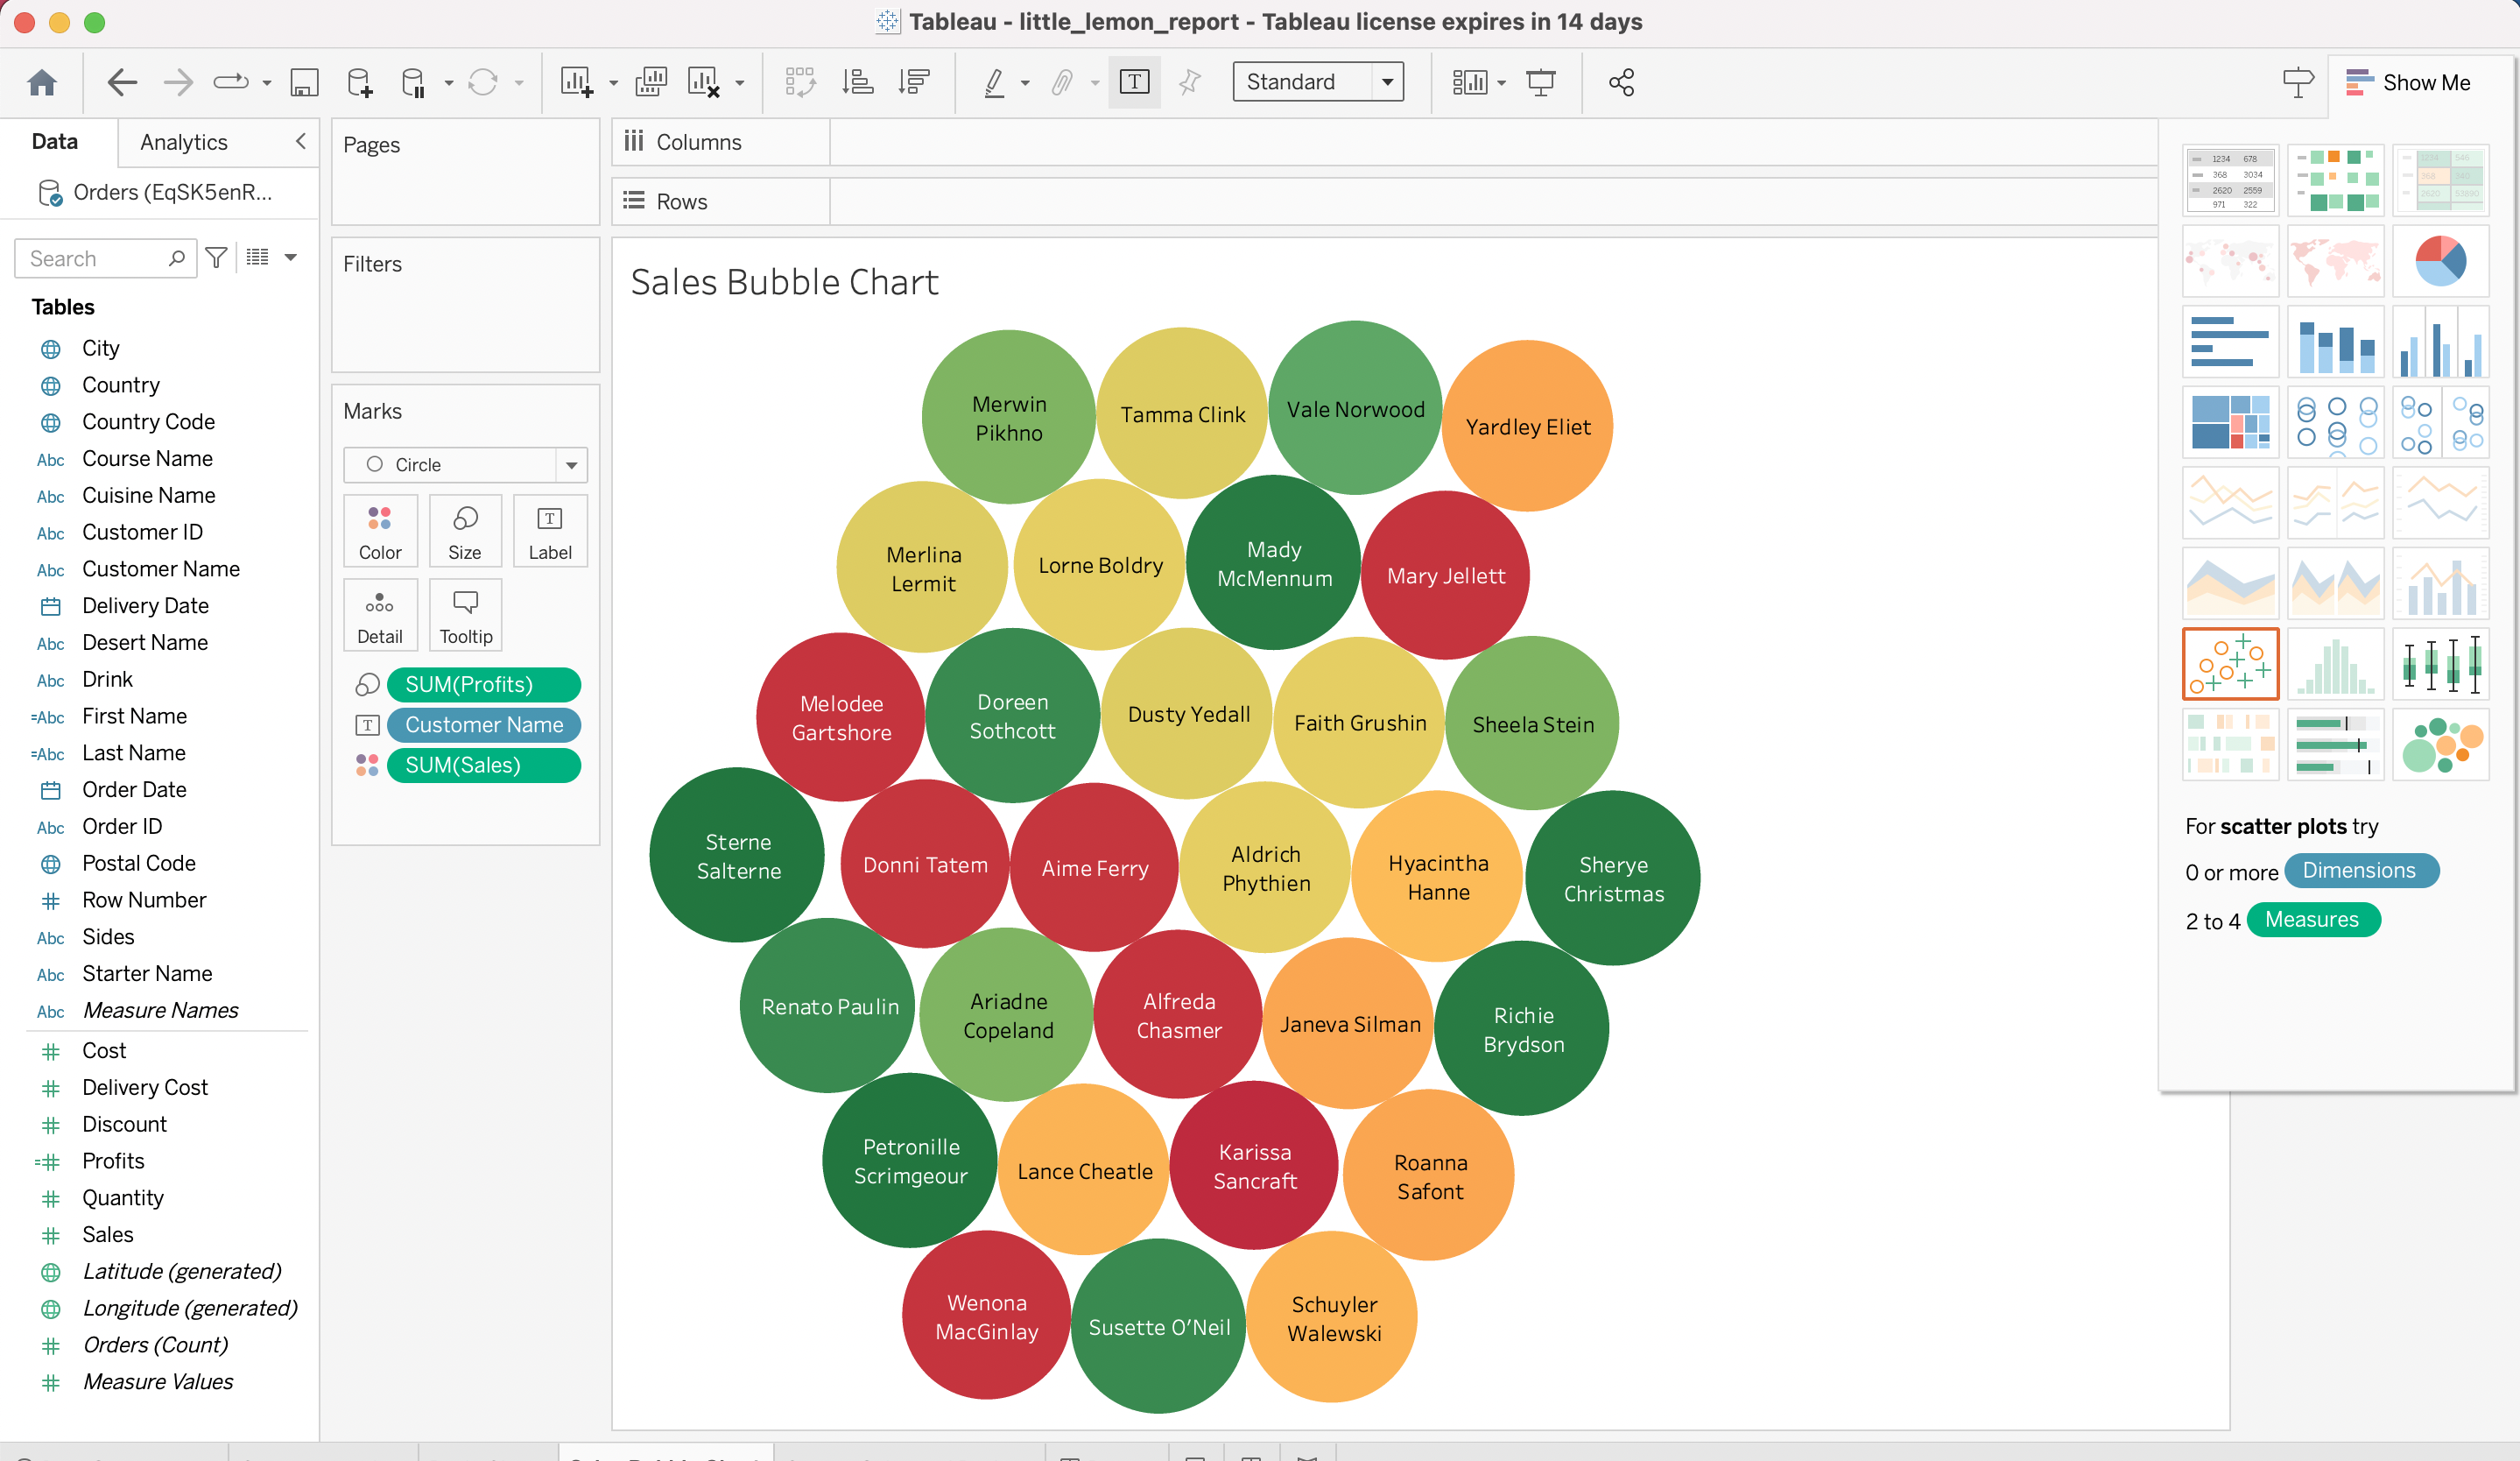 Tableau - little_lemon_report - Tableau license expires in 14 days
Standard
Show Me
Data
Analytics
Orders (EqSK5enR...
Search
Tables
City
Country
Country Code
Course Name
Cuisine Name
Customer ID
Customer Name
Delivery Date
Desert Name
Drink
First Name
Last Name
Order Date
Order ID
Postal Code
Row Number
Sides
Starter Name
Measure Names
Cost
Delivery Cost
Discount
Profits
Quantity
Sales
Latitude (generated)
Longitude (generated)
Orders (Count)
Measure Values
Pages
Filters
Marks
Circle
Color
Size
Label
Detail
Tooltip
SUM(Profits)
Customer Name
SUM(Sales)
Columns
Rows
Sales Bubble Chart
Merwin
Pikhno
Tamma Clink
Vale Norwood
Yardley Eliet
Merlina
Lermit
Lorne Boldry
Mady
McMennum
Mary Jellett
Melodee
Gartshore
Doreen
Sothcott
Dusty Yedall
Faith Grushin
Sheela Stein
Sterne
Salterne
Donni Tatem
Aime Ferry
Aldrich
Phythien
Hyacintha
Hanne
Sherye
Christmas
Renato Paulin
Ariadne
Copeland
Alfreda
Chasmer
Janeva Silman
Richie
Brydson
Petronille
Scrimgeour
Lance Cheatle
Karissa
Sancraft
Roanna
Safont
Wenona
MacGinlay
Susette O'Neil
Schuyler
Walewski
1234 678
368 3034
2620 2559
971 322
For scatter plots try
0 or more Dimensions
2 to 4 Measures